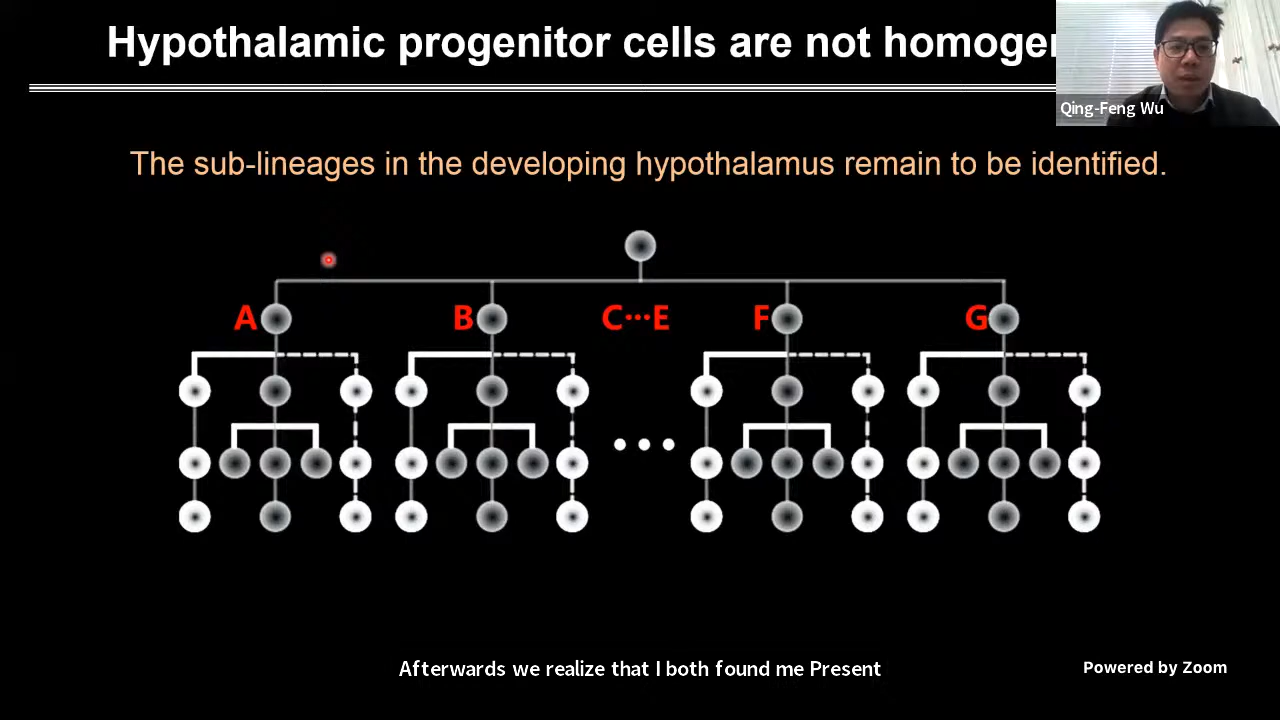 Hypothalamic progenitor cells are not homoge
Qing-Feng Wu
The sub-lineages in the developing hypothalamus remain to be identified.
A B C···E F G
Afterwards we realize that I both found me Present
Powered by Zoom